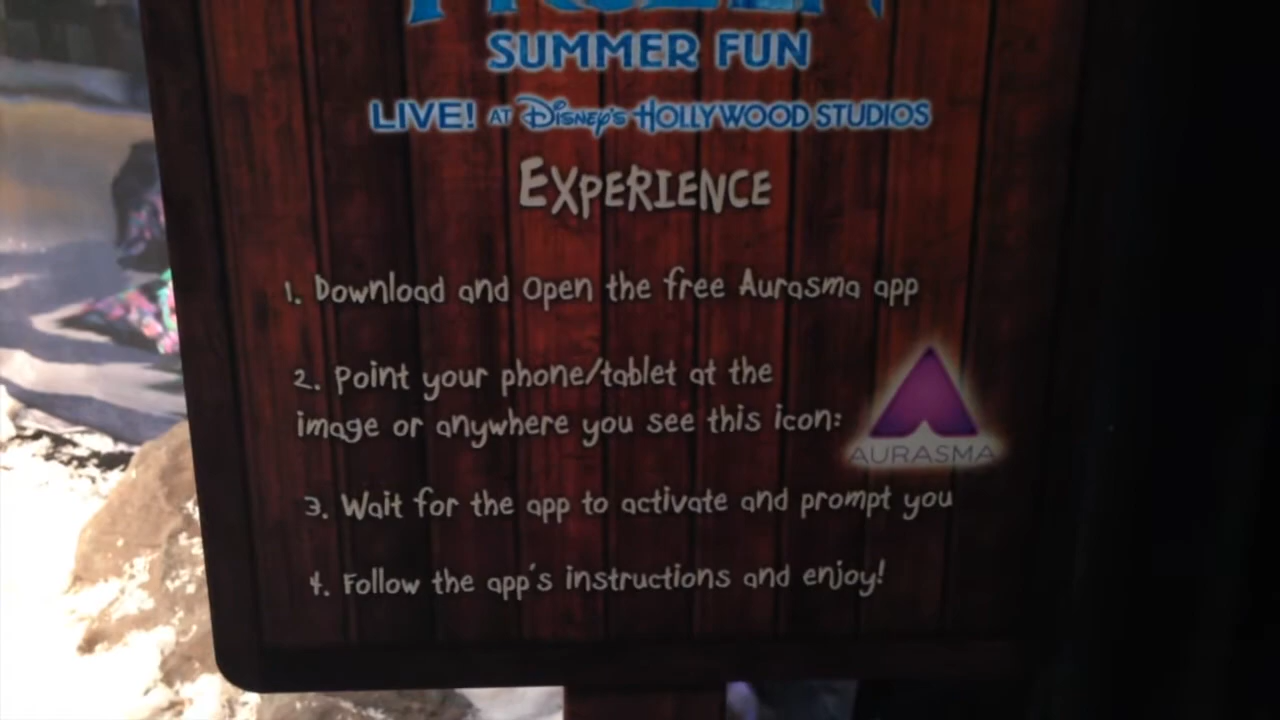 FROZEN
SUMMER FUN
LIVE! AT DISNEY'S HOLLYWOOD STUDIOS
EXPERIENCE
1. Download and Open the free Aurasma app
2. Point your phone/tablet at the
image or anywhere you see this icon:
AURASMA
3. Wait for the app to activate and prompt you
4. Follow the app's instructions and enjoy!